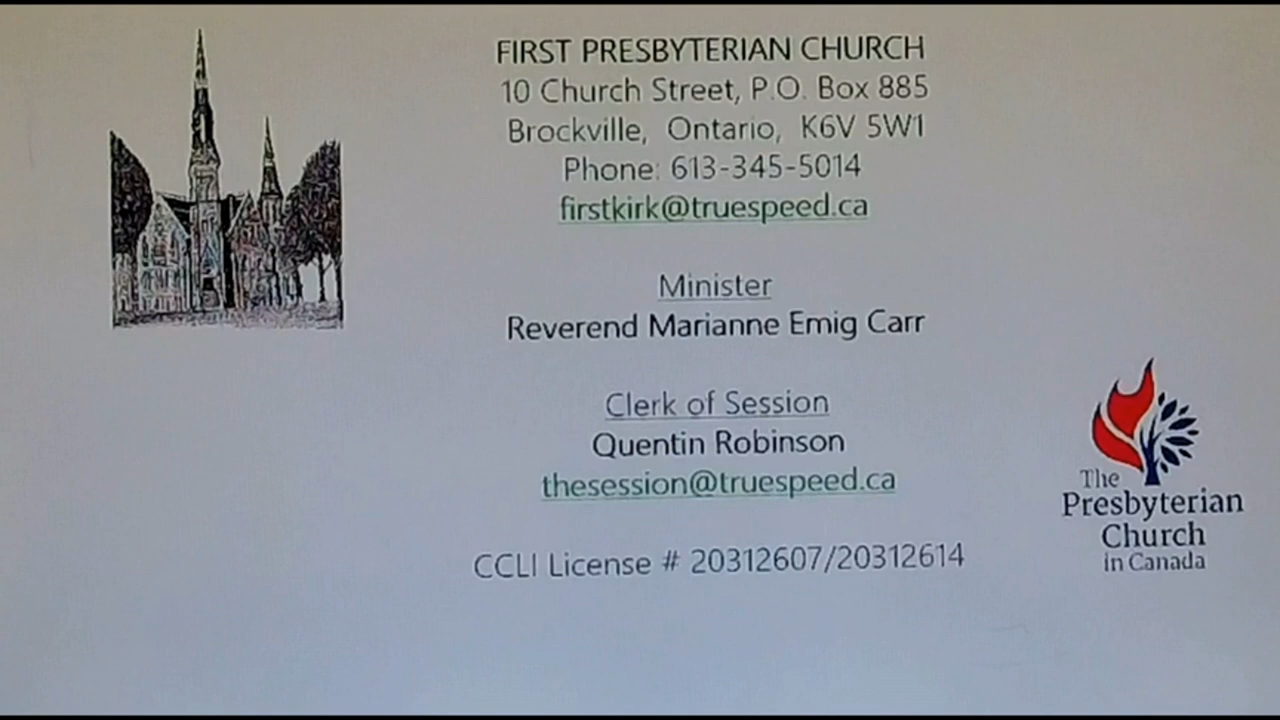 FIRST PRESBYTERIAN CHURCH
10 Church Street, P.O. Box 885
Brockville, Ontario, K6V 5W1
Phone: 613-345-5014
firstkirk@truespeed.ca
Minister
Reverend Marianne Emig Carr
Clerk of Session
Quentin Robinson
thesession@truespeed.ca
CCLI License # 20312607/20312614
The
Presbyterian
Church
in Canada